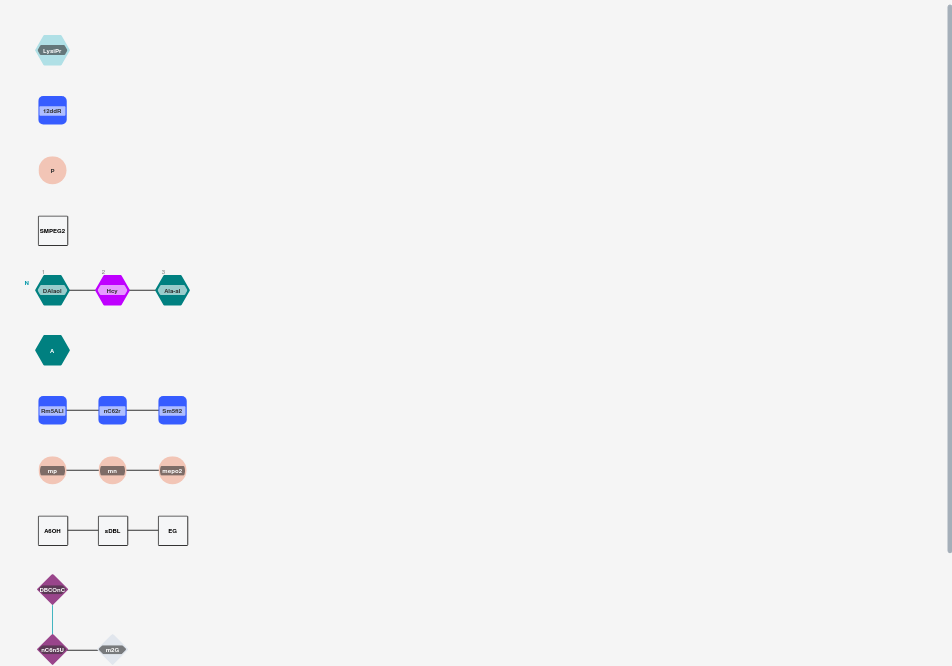 LysiPr
12ddR
P
SMPEG2
1 2 3
N DAlaol Hcy Ala-al
A
Rm5ALl nC62r Sm5fl2
mp mn mepo2
A6OH sDBL EG
DBCOnC
nC6n5U m2G